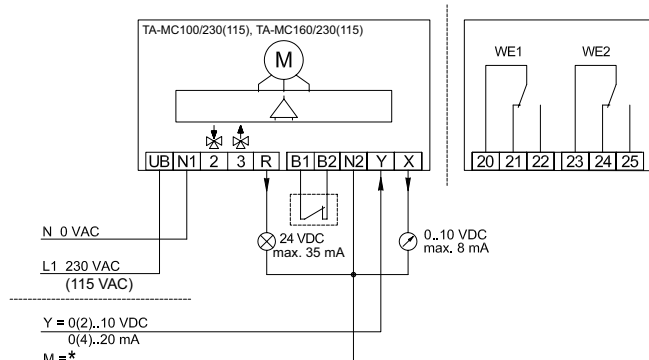 TA-MC100/230(115), TA-MC160/230(115)
M
WE1 WE2
UB N1 2 3 R B1 B2 N2 Y X
20 21 22 23 24 25
N 0 VAC
24 VDC
max. 35 mA
0..10 VDC
max. 8 mA
L1 230 VAC
(115 VAC)
Y = 0(2)..10 VDC
0(4)..20 mA
M =*